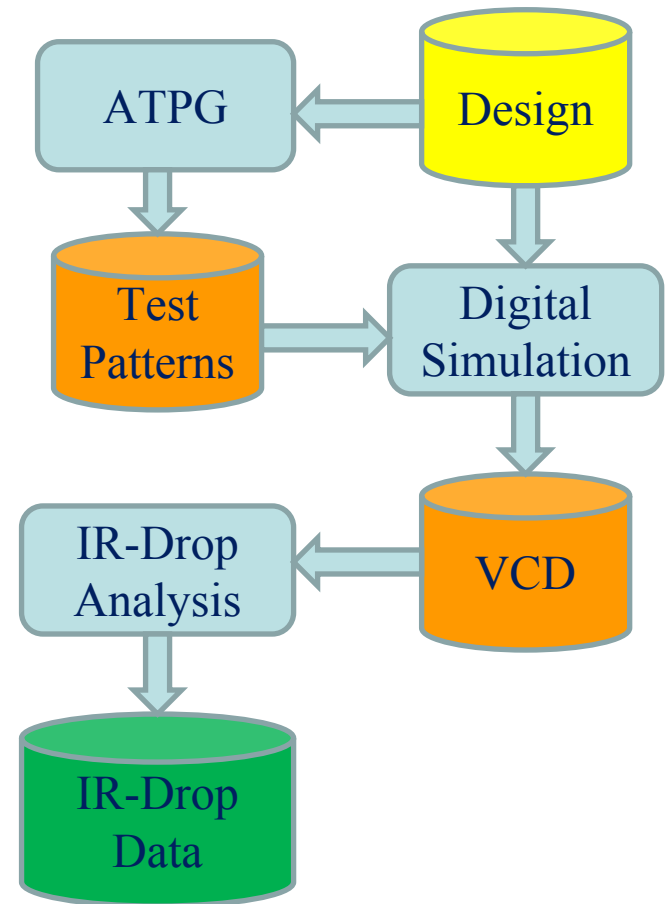 ATPG
Design
Test
Patterns
Digital
Simulation
IR-Drop
Analysis
VCD
IR-Drop
Data